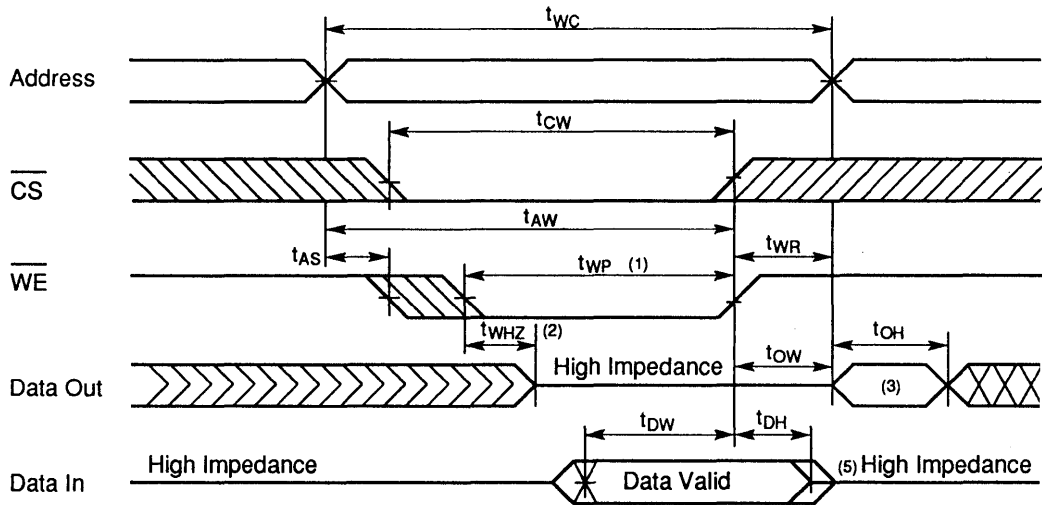 tWC
Address
tCW
CS
tAW
tAS
tWP (1)
tWR
WE
tWHZ (2)
tOH
High Impedance
tOW
Data Out
(3)
tDW
tDH
High Impedance
(5) High Impedance
Data In
Data Valid